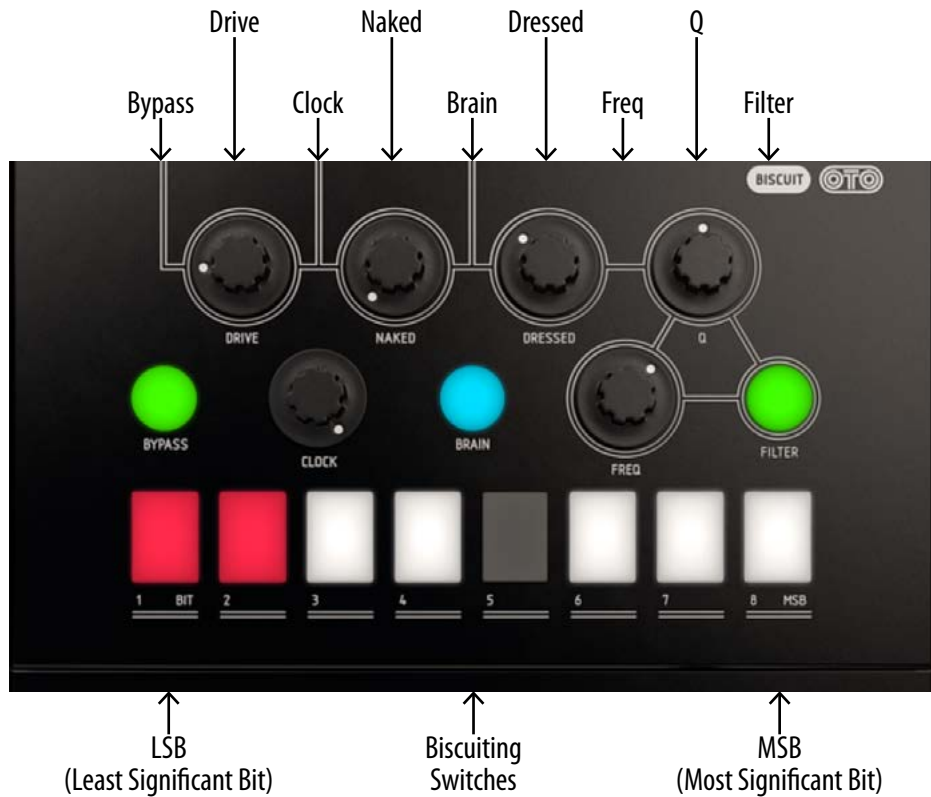 Drive Naked Dressed Q
Bypass Clock Brain Freq Filter
BISCUIT OTO
DRIVE NAKED DRESSED Q
BYPASS CLOCK BRAIN FREQ FILTER
1 BIT 2 3 4 5 6 7 8 MSB
LSB
(Least Significant Bit)
Biscuiting
Switches
MSB
(Most Significant Bit)